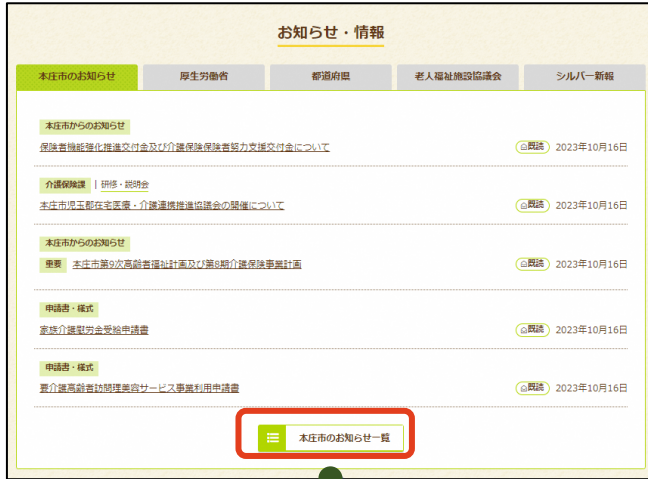 お知らせ・情報
本庄市のお知らせ 厚生労働省 都道府県 老人福祉施設協議会 シルバー新報
本庄市からのお知らせ
保険者機能強化推進交付金及び介護保険保険者努力支援交付金について 既読 2023年10月16日
介護保険課 | 研修・説明会
本庄市児玉郡在宅医療・介護連携推進協議会の開催について 既読 2023年10月16日
本庄市からのお知らせ
重要 本庄市第9次高齢者福祉計画及び第8期介護保険事業計画 既読 2023年10月16日
申請書・様式
家族介護慰労金受給申請書 既読 2023年10月16日
申請書・様式
要介護高齢者訪問理美容サービス事業利用申請書 既読 2023年10月16日
本庄市のお知らせ一覧